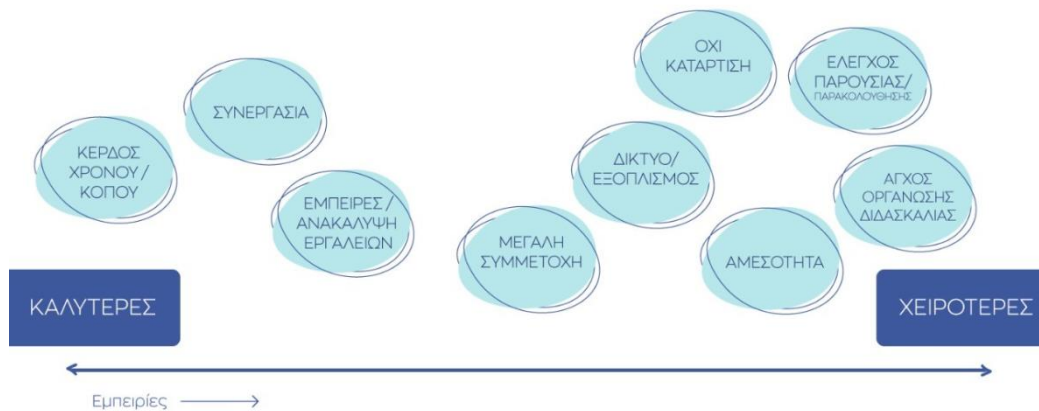 ΚΕΡΔΟΣ
ΧΡΟΝΟΥ /
ΚΟΠΟΥ
ΣΥΝΕΡΓΑΣΙΑ
ΕΜΠΕΙΡΕΣ /
ΑΝΑΚΑΛΥΨΗ
ΕΡΓΑΛΕΙΩΝ
ΜΕΓΑΛΗ
ΣΥΜΜΕΤΟΧΗ
ΔΙΚΤΥΟ/
ΕΞΟΠΛΙΣΜΟΣ
ΟΧΙ
ΚΑΤΑΡΤΙΣΗ
ΕΛΕΓΧΟΣ
ΠΑΡΟΥΣΙΑΣ/
ΠΑΡΑΚΟΛΟΥΘΗΣΗΣ
ΑΜΕΣΟΤΗΤΑ
ΑΓΧΟΣ
ΟΡΓΑΝΩΣΗΣ
ΔΙΔΑΣΚΑΛΙΑΣ
ΚΑΛΥΤΕΡΕΣ
ΧΕΙΡΟΤΕΡΕΣ
Εμπειρίες